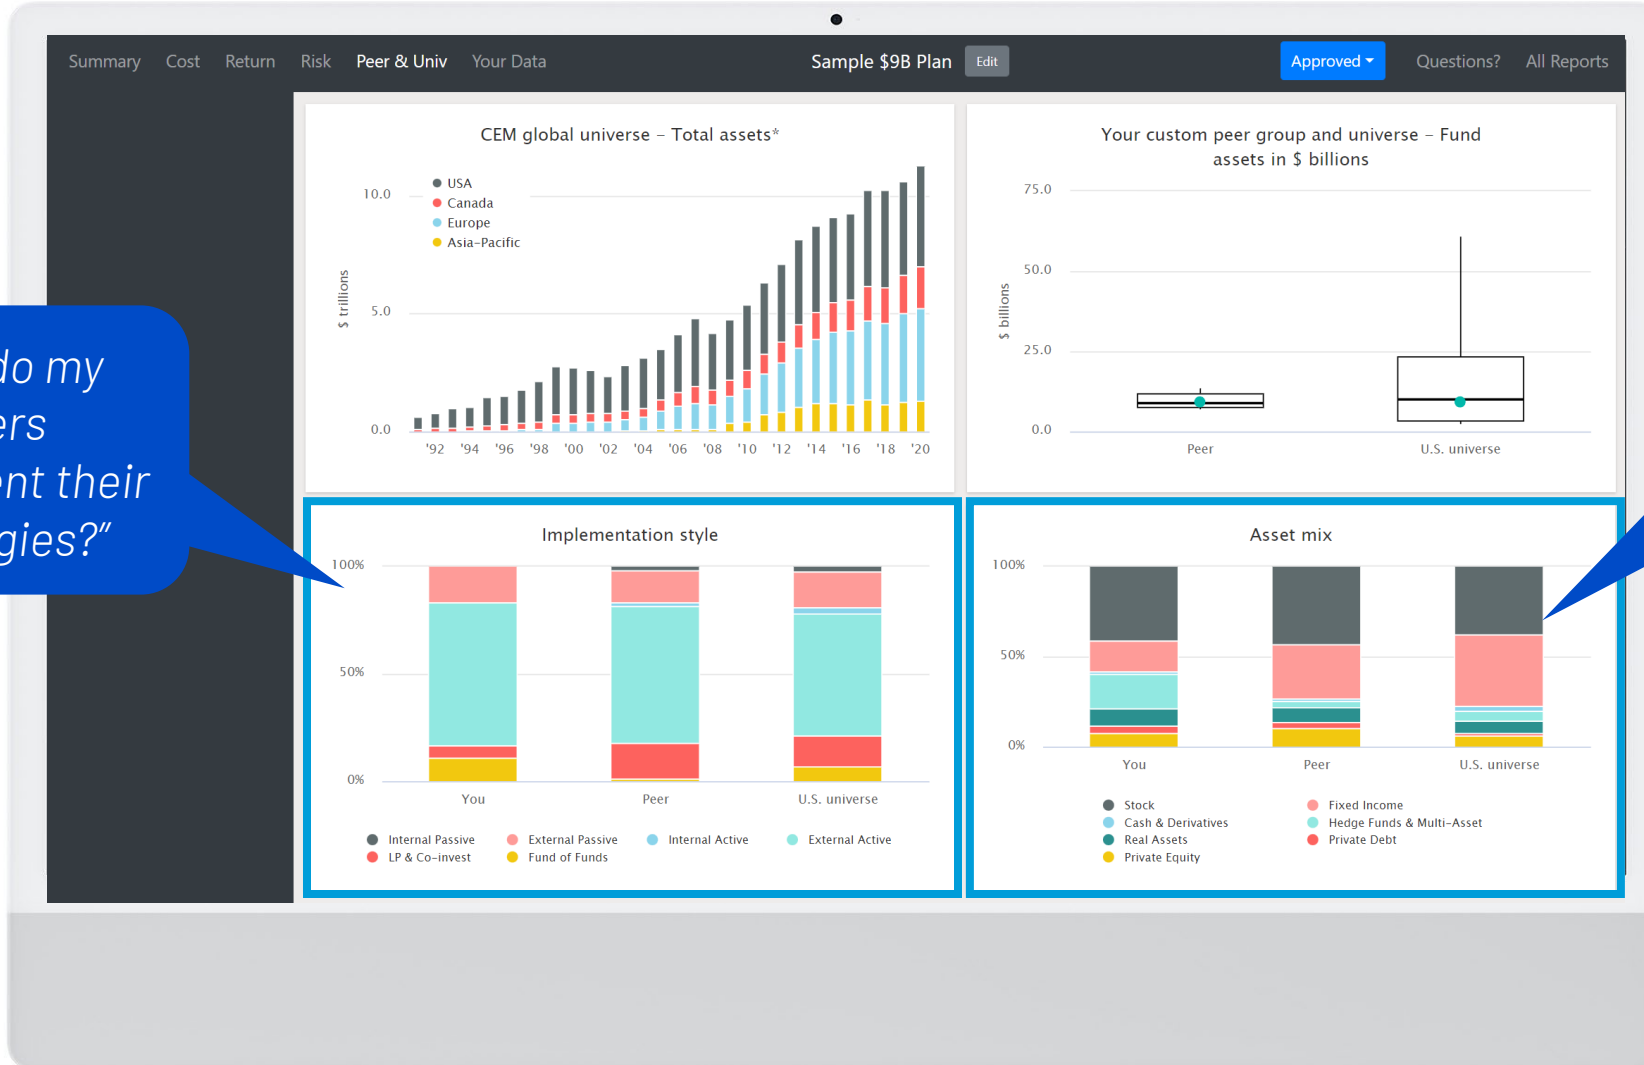 Summary Cost Return Risk Peer & Univ Your Data
Sample $9B Plan Edit
Approved
Questions? All Reports
CEM global universe – Total assets*
USA
Canada
Europe
Asia–Pacific
$ trillions
10.0
5.0
0.0
'92 '94 '96 '98 '00 '02 '04 '06 '08 '10 '12 '14 '16 '18 '20
Your custom peer group and universe – Fund
assets in $ billions
$ billions
75.0
50.0
25.0
0.0
Peer U.S. universe
do my
their
?”
Implementation style
100%
50%
0%
You Peer U.S. universe
Internal Passive External Passive Internal Active External Active
LP & Co–invest Fund of Funds
Asset mix
100%
50%
0%
You Peer U.S. universe
Stock Fixed Income
Cash & Derivatives Hedge Funds & Multi–Asset
Real Assets Private Debt
Private Equity